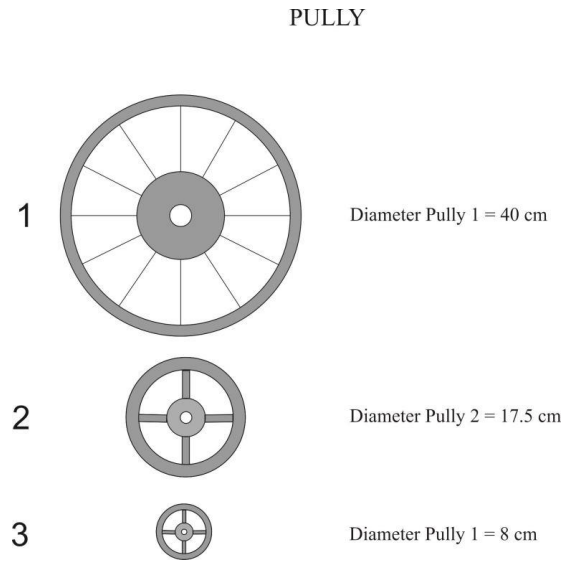 PULLY
1
Diameter Pully 1 = 40 cm
2
Diameter Pully 2 = 17.5 cm
3
Diameter Pully 1 = 8 cm